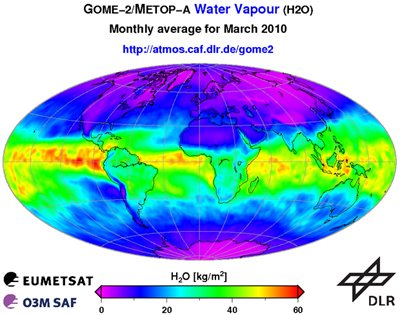 GOME-2/METOP-A Water Vapour (H2O)
Monthly average for March 2010
http://atmos.caf.dlr.de/gome2
H₂O [kg/m²]
0 20 40 60
EUMETSAT
O3M SAF
DLR